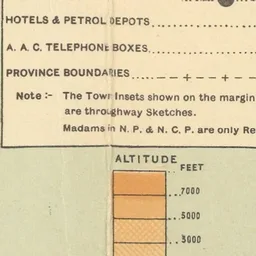 HOTELS & PETROL DEPOTS
A. A. C. TELEPHONE BOXES
PROVINCE BOUNDARIES
Note :- The Town Insets shown on the margin
are throughway Sketches.
Madams in N. P. & N. C. P. are only Re
ALTITUDE
FEET
7000
5000
3000